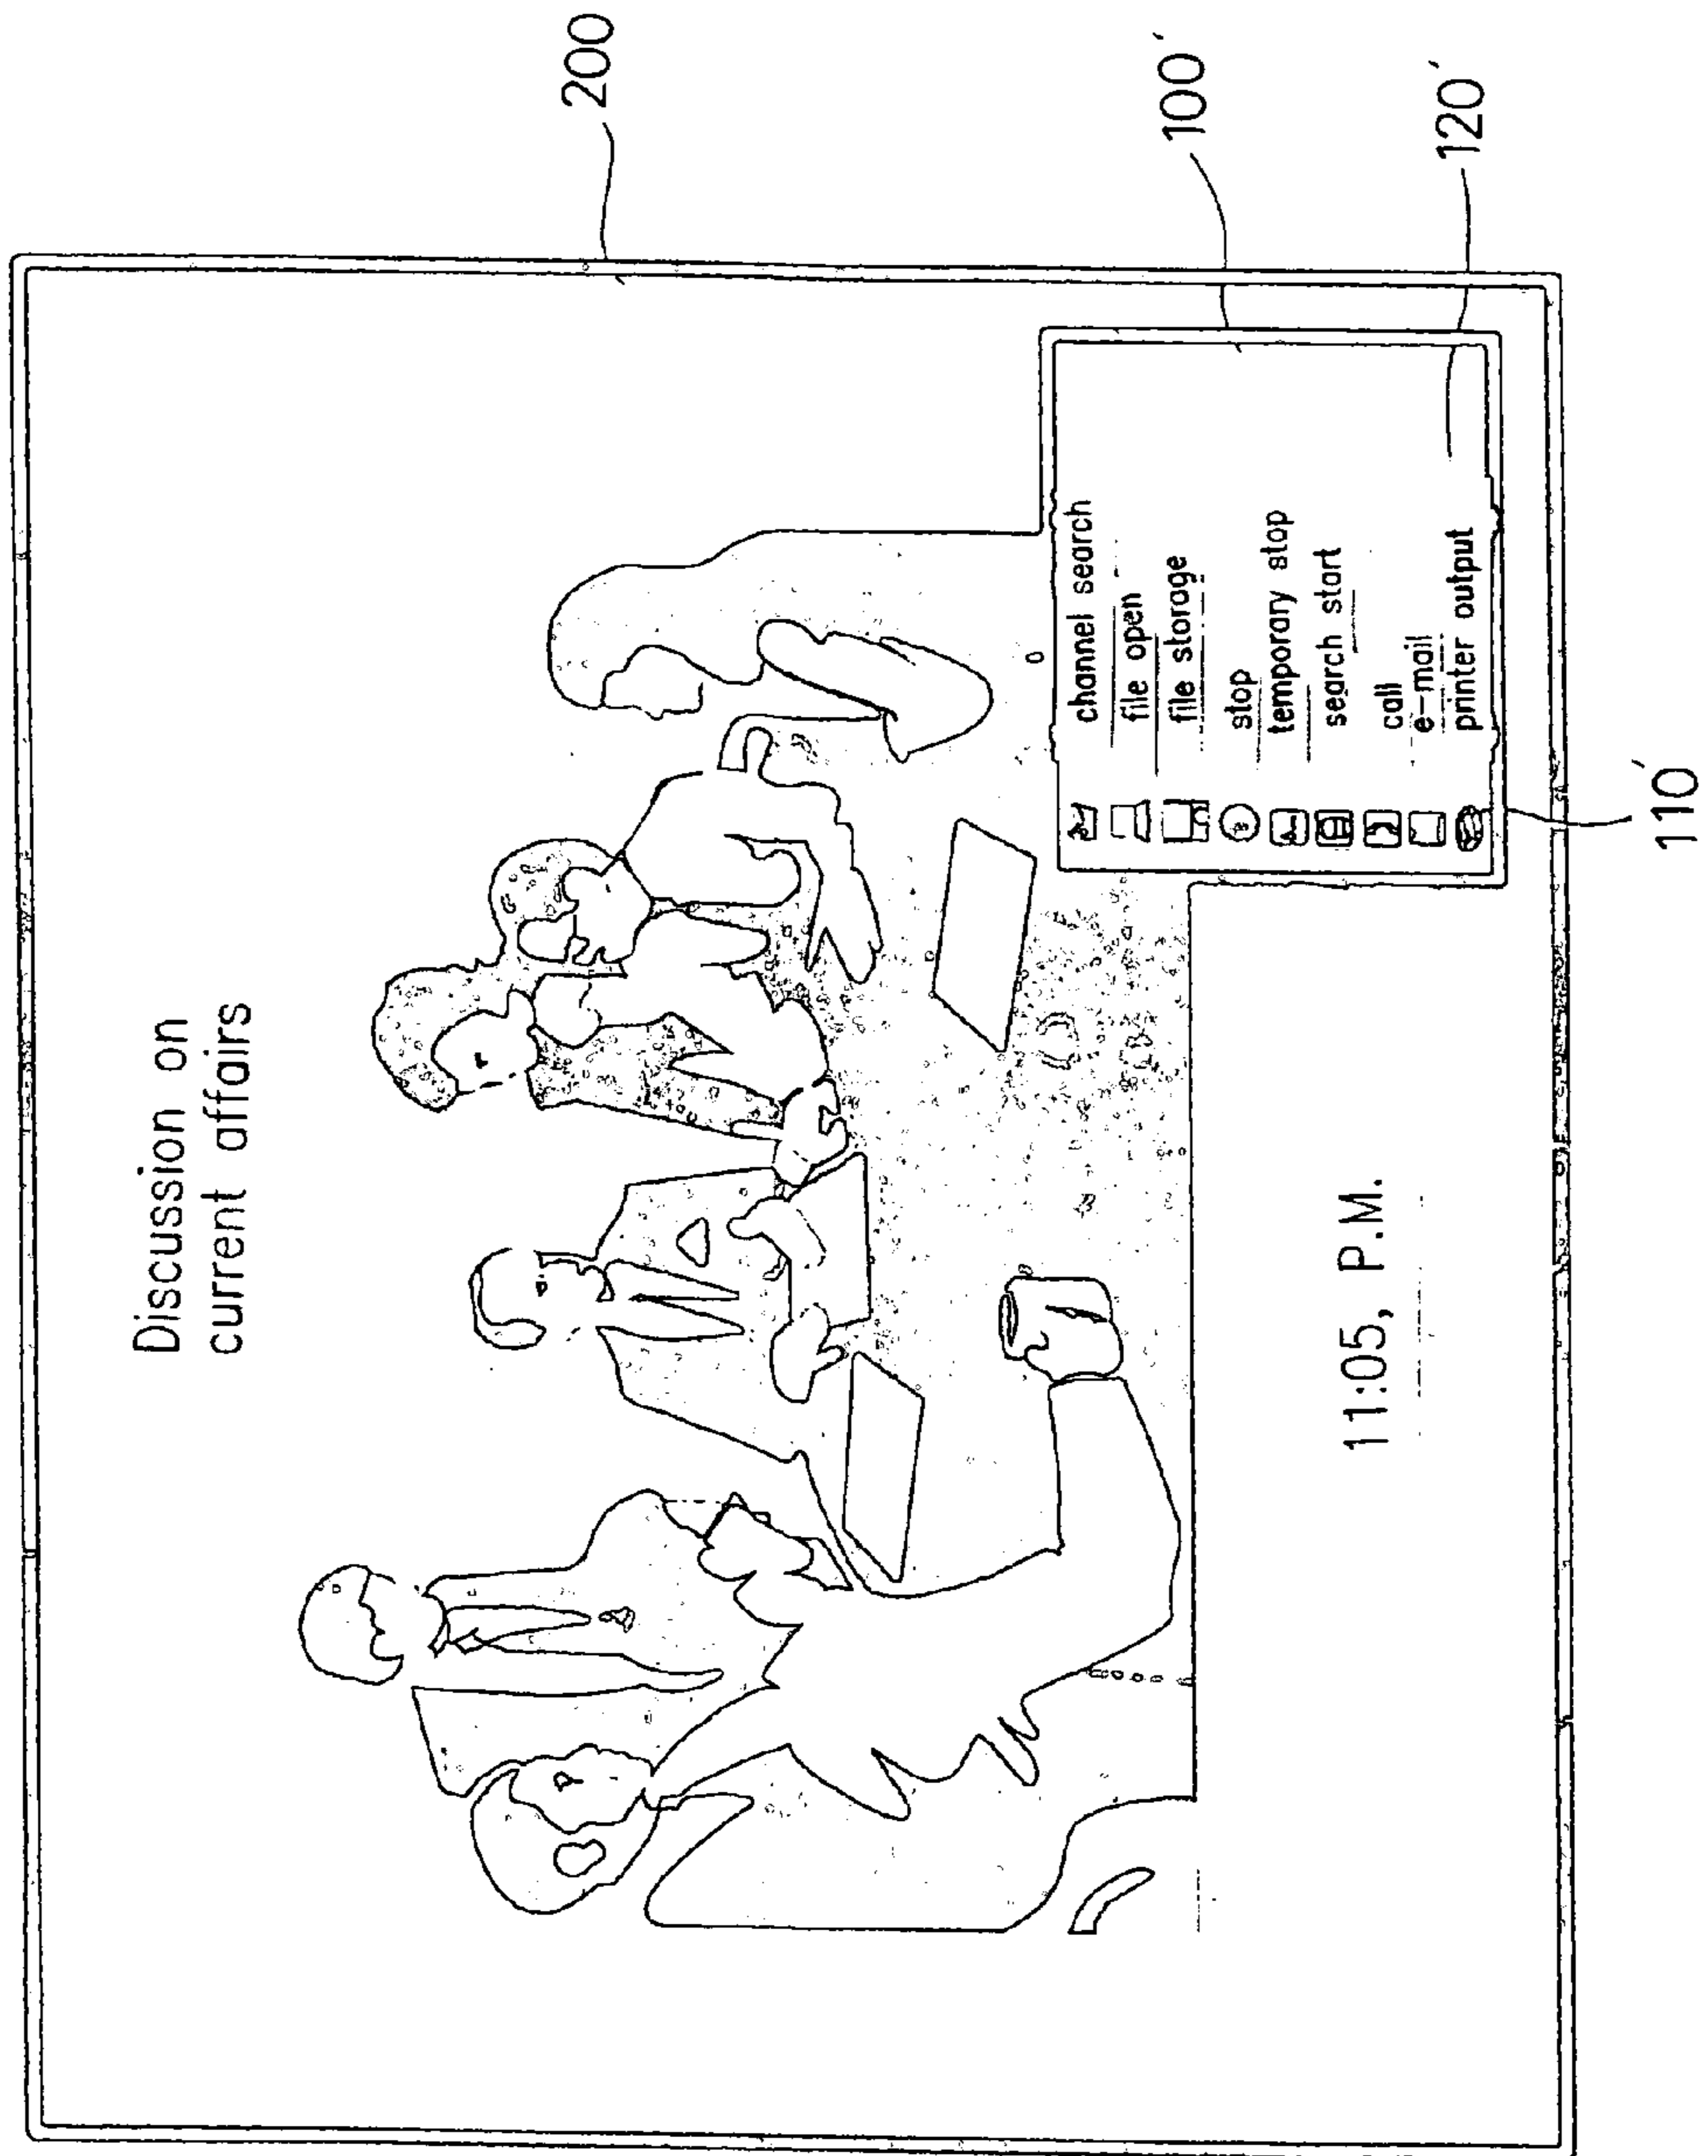 Discussion on
current affairs
200
100'
channel search
file open
file storage
stop
temporary stop
search start
call
e-mail
printer output
120'
110'
11:05, P.M.